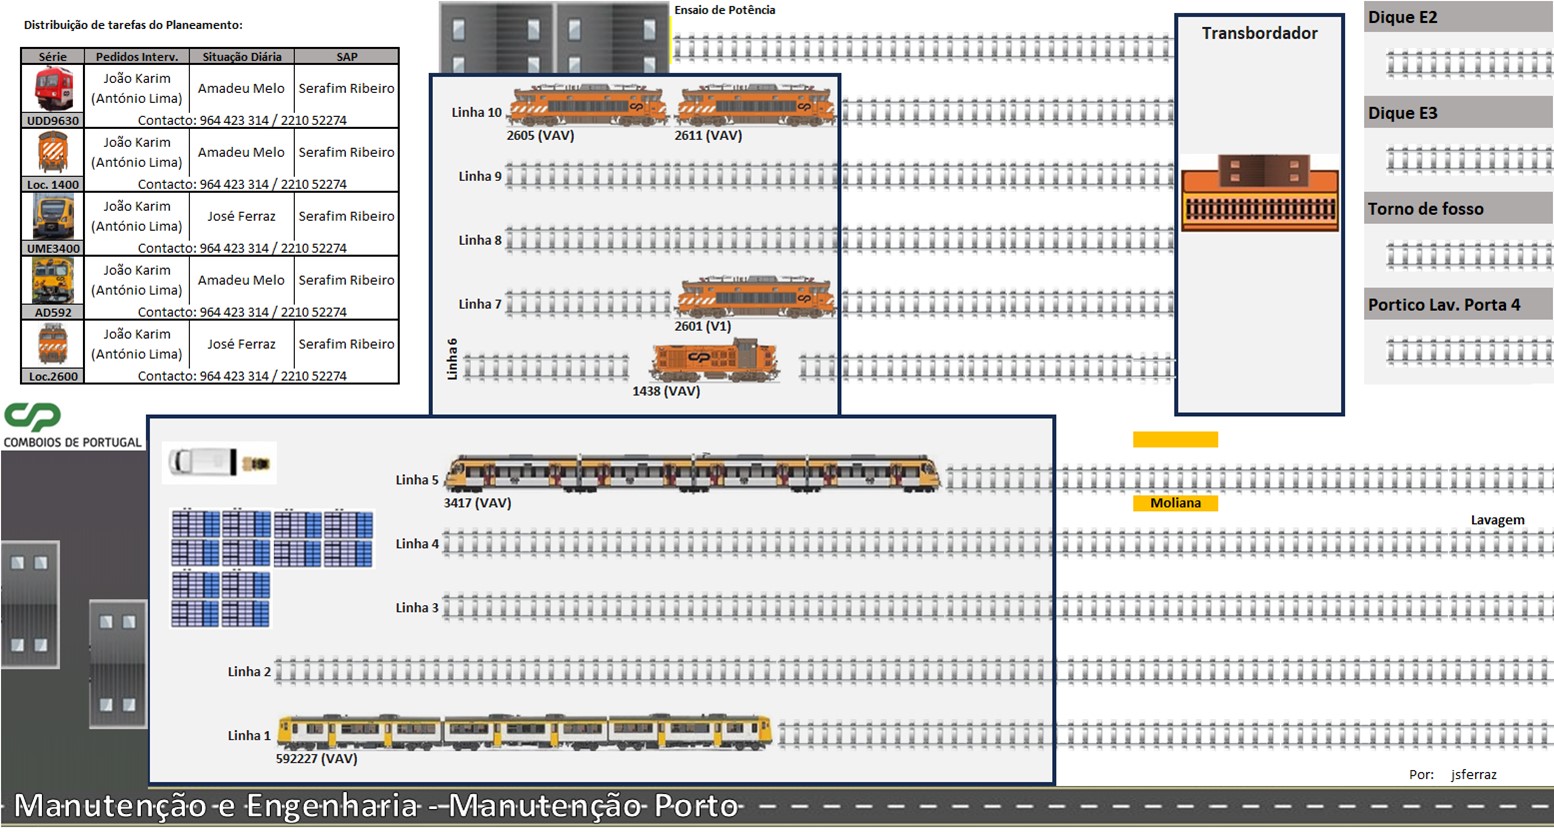 Distribuição de tarefas do Planeamento:
Série Pedidos Interv. Situação Diária SAP
João Karim
(António Lima) Amadeu Melo Serafim Ribeiro
UDD9630 Contacto: 964 423 314 / 2210 52274
João Karim
(António Lima) Amadeu Melo Serafim Ribeiro
Loc. 1400 Contacto: 964 423 314 / 2210 52274
João Karim
(António Lima) José Ferraz Serafim Ribeiro
UME3400 Contacto: 964 423 314 / 2210 52274
João Karim
(António Lima) Amadeu Melo Serafim Ribeiro
AD592 Contacto: 964 423 314 / 2210 52274
João Karim
(António Lima) José Ferraz Serafim Ribeiro
Loc.2600 Contacto: 964 423 314 / 2210 52274
CP
COMBOIOS DE PORTUGAL
Ensaio de Potência
Linha 10
2605 (VAV) 2611 (VAV)
Linha 9
Linha 8
Linha 7
2601 (V1)
Linha 6
1438 (VAV)
Transbordador
Dique E2
Dique E3
Torno de fosso
Portico Lav. Porta 4
Linha 5
3417 (VAV)
Moliana
Lavagem
Linha 4
Linha 3
Linha 2
Linha 1
592227 (VAV)
Por: jsferraz
Manutenção e Engenharia - Manutenção Porto